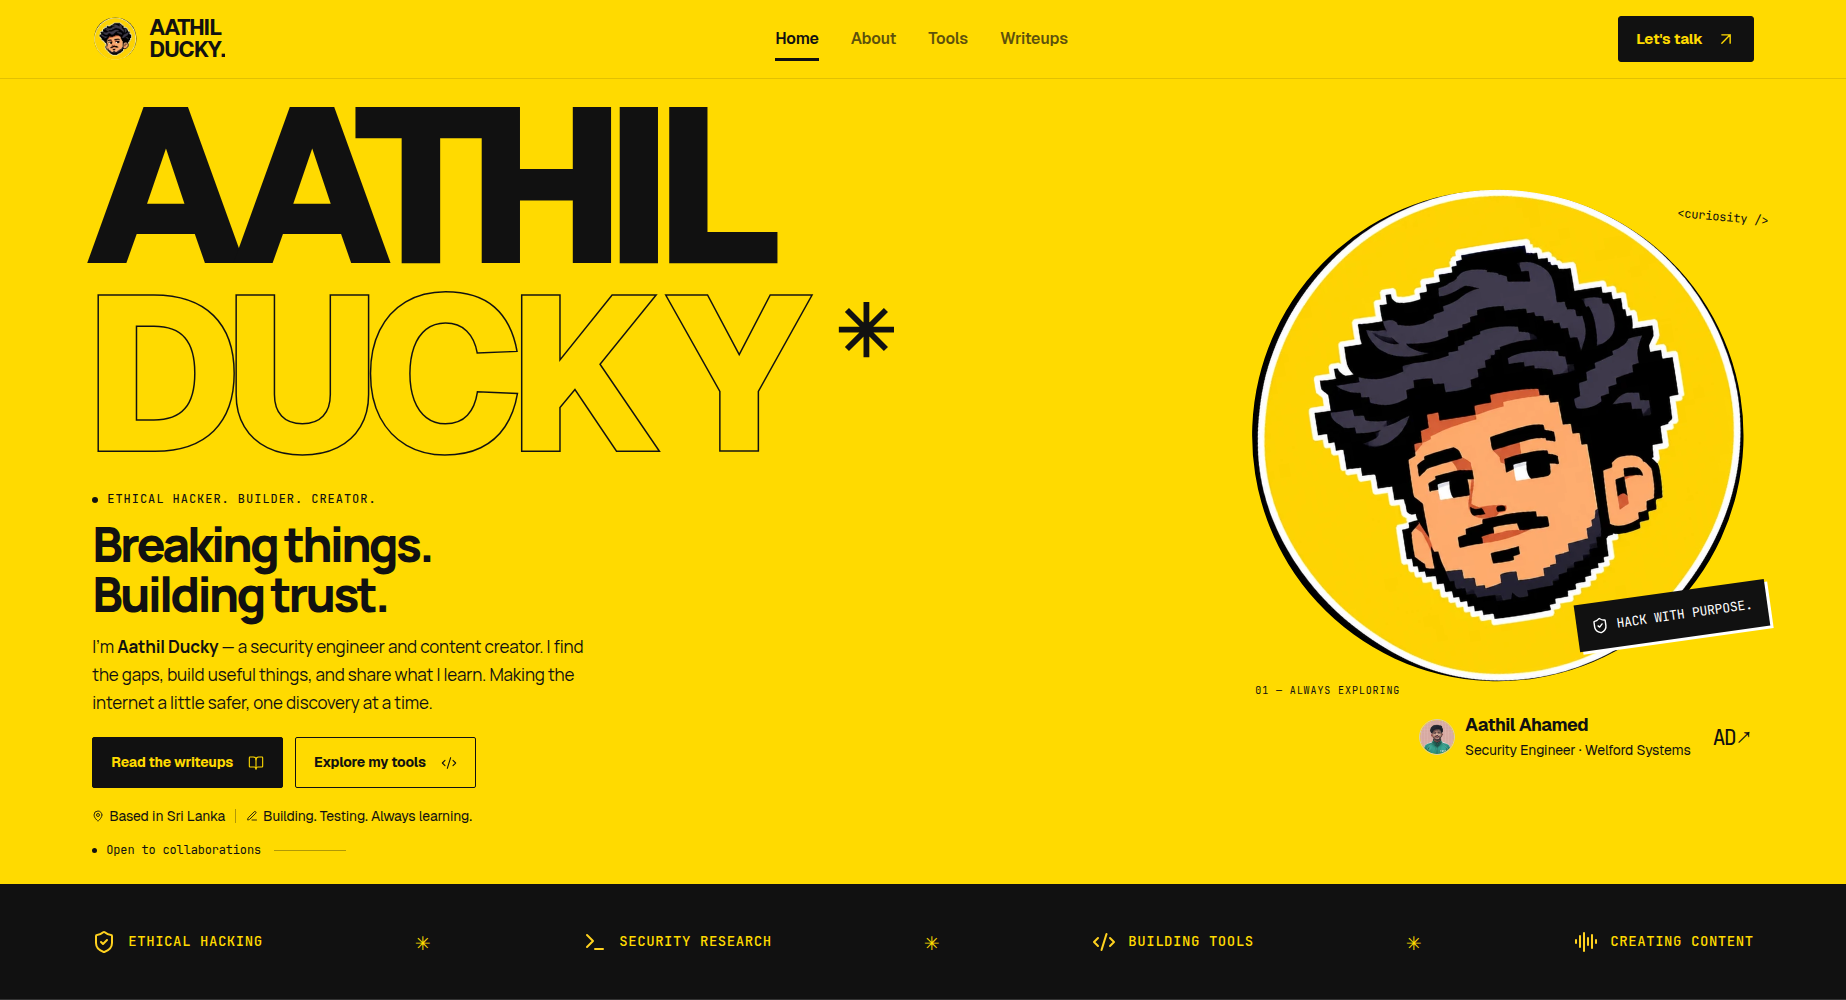 AATHIL
DUCKY.
Home
About
Tools
Writeups
Let's talk
AATHIL
DUCKY
<curiosity />
HACK WITH PURPOSE.
01 — ALWAYS EXPLORING
Aathil Ahamed
Security Engineer · Welford Systems
AD↗
ETHICAL HACKER. BUILDER. CREATOR.
Breaking things.
Building trust.
I'm Aathil Ducky — a security engineer and content creator. I find
the gaps, build useful things, and share what I learn. Making the
internet a little safer, one discovery at a time.
Read the writeups
Explore my tools
Based in Sri Lanka
Building. Testing. Always learning.
Open to collaborations
ETHICAL HACKING
SECURITY RESEARCH
BUILDING TOOLS
CREATING CONTENT